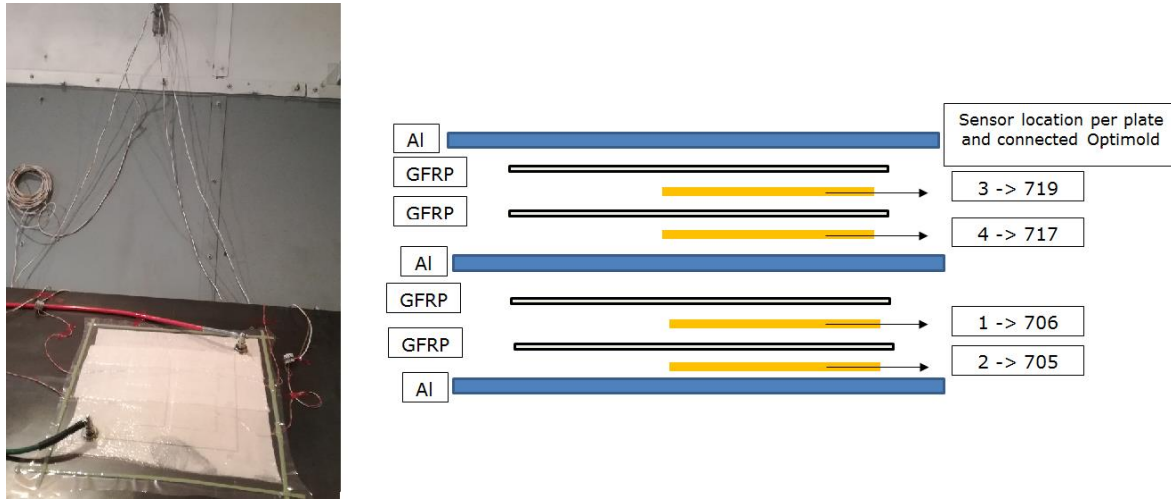 Sensor location per plate
and connected Optimold
Al
GFRP
3 -> 719
GFRP
4 -> 717
Al
GFRP
1 -> 706
GFRP
2 -> 705
Al